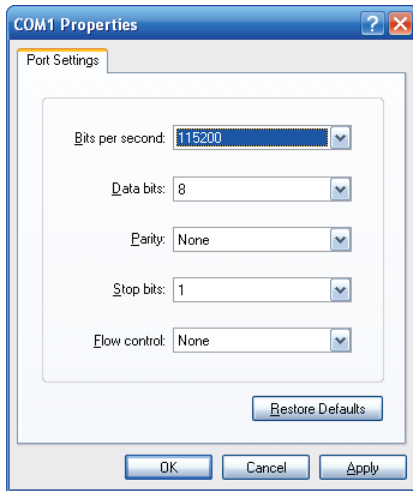 COM1 Properties
Port Settings
Bits per second: 115200
Data bits: 8
Parity: None
Stop bits: 1
Flow control: None
Restore Defaults
OK Cancel Apply